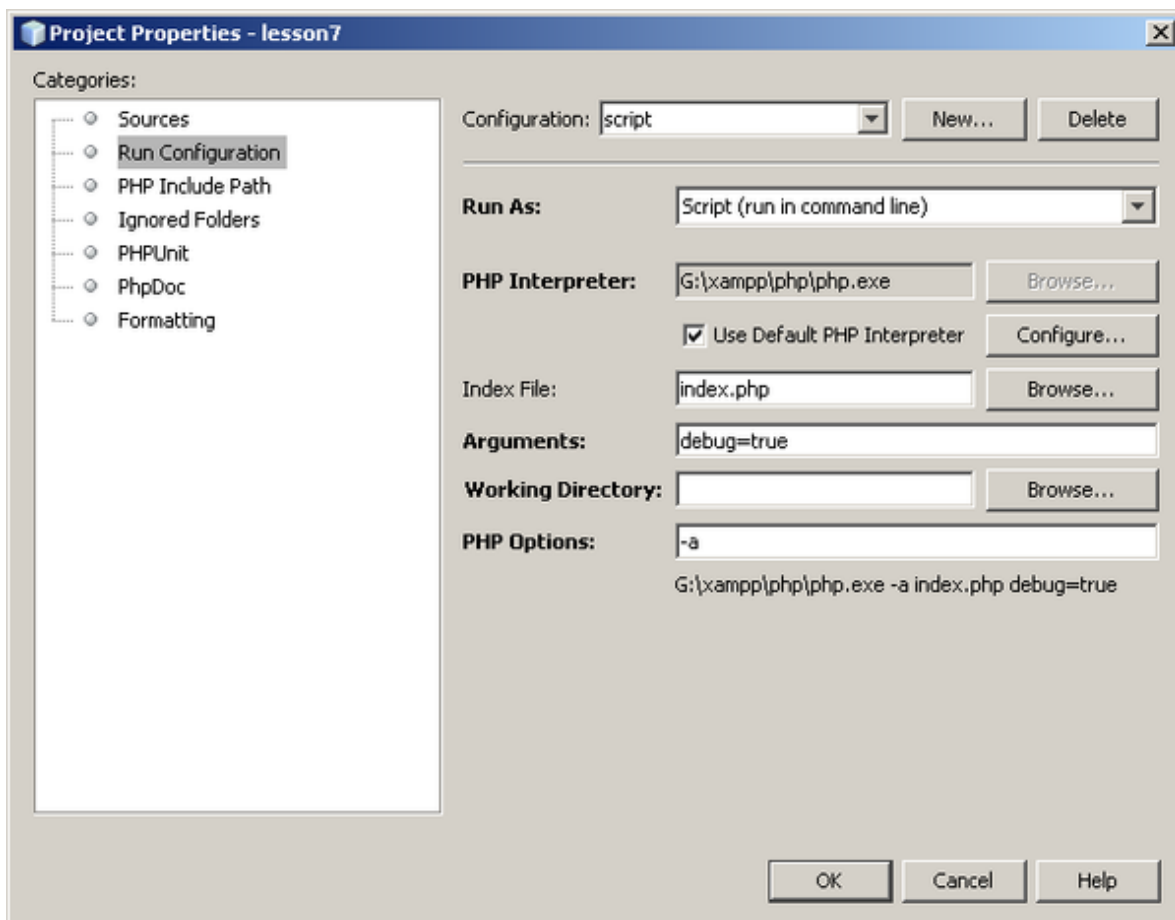 Project Properties - lesson7
Categories:
Sources
Run Configuration
PHP Include Path
Ignored Folders
PHPUnit
PhpDoc
Formatting
Configuration: script New... Delete
Run As: Script (run in command line)
PHP Interpreter: G:\xampp\php\php.exe Browse...
Use Default PHP Interpreter Configure...
Index File: index.php Browse...
Arguments: debug=true
Working Directory: Browse...
PHP Options: -a
G:\xampp\php\php.exe -a index.php debug=true
OK Cancel Help